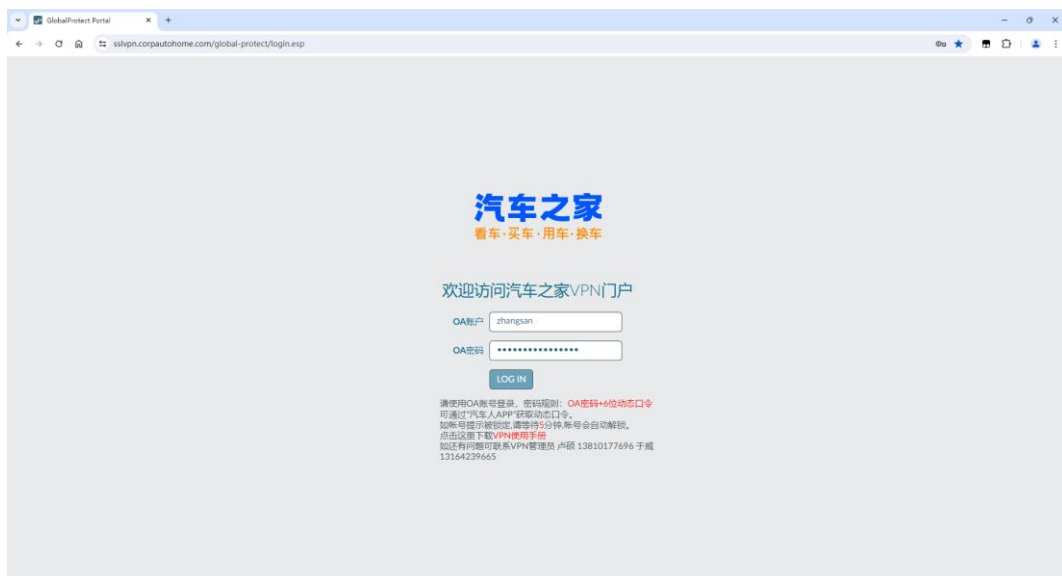 GlobalProtect Portal
sslvpn.corpautohome.com/global-protect/login.esp
汽车之家
看车·买车·用车·换车
欢迎访问汽车之家VPN门户
OA账户 zhangsan
OA密码 ••••••••••••••••
LOG IN
请使用OA账号登录，密码规则：OA密码+6位动态口令
可通过"汽车人APP"获取动态口令。
如帐号提示被锁定,请等待5分钟,帐号会自动解锁。
点击这里下载VPN使用手册
如还有问题可联系VPN管理员 卢硕 13810177696 于威
13164239665